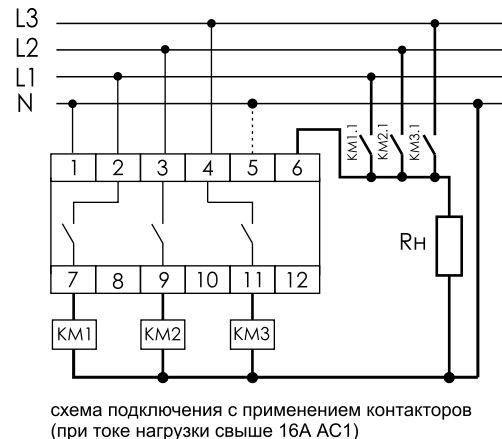 L3
L2
L1
N
KM1.1
KM2.1
KM3.1
1 2 3 4 5 6
Rн
7 8 9 10 11 12
KM1 KM2 KM3
схема подключения с применением контакторов
(при токе нагрузки свыше 16А АС1)